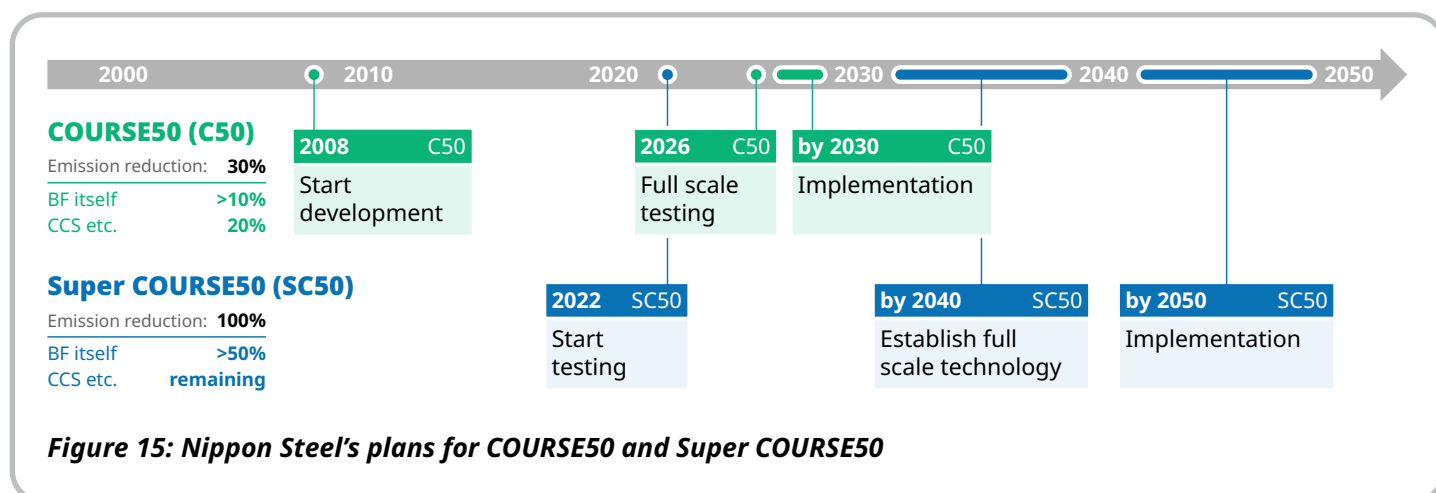 2000 2010 2020 2030 2040 2050
COURSE50 (C50)
Emission reduction: 30%
BF itself >10%
CCS etc. 20%
2008 C50
Start
development
2026 C50
Full scale
testing
by 2030 C50
Implementation
Super COURSE50 (SC50)
Emission reduction: 100%
BF itself >50%
CCS etc. remaining
2022 SC50
Start
testing
by 2040 SC50
Establish full
scale technology
by 2050 SC50
Implementation
Figure 15: Nippon Steel’s plans for COURSE50 and Super COURSE50